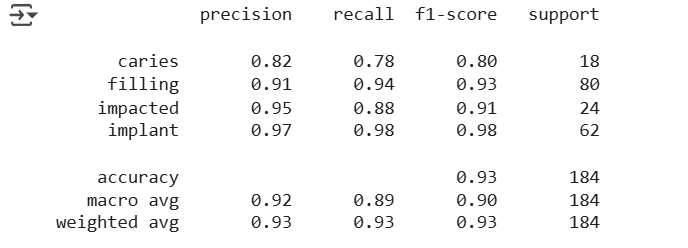 precision recall f1-score support
caries 0.82 0.78 0.80 18
filling 0.91 0.94 0.93 80
impacted 0.95 0.88 0.91 24
implant 0.97 0.98 0.98 62
accuracy 0.93 184
macro avg 0.92 0.89 0.90 184
weighted avg 0.93 0.93 0.93 184